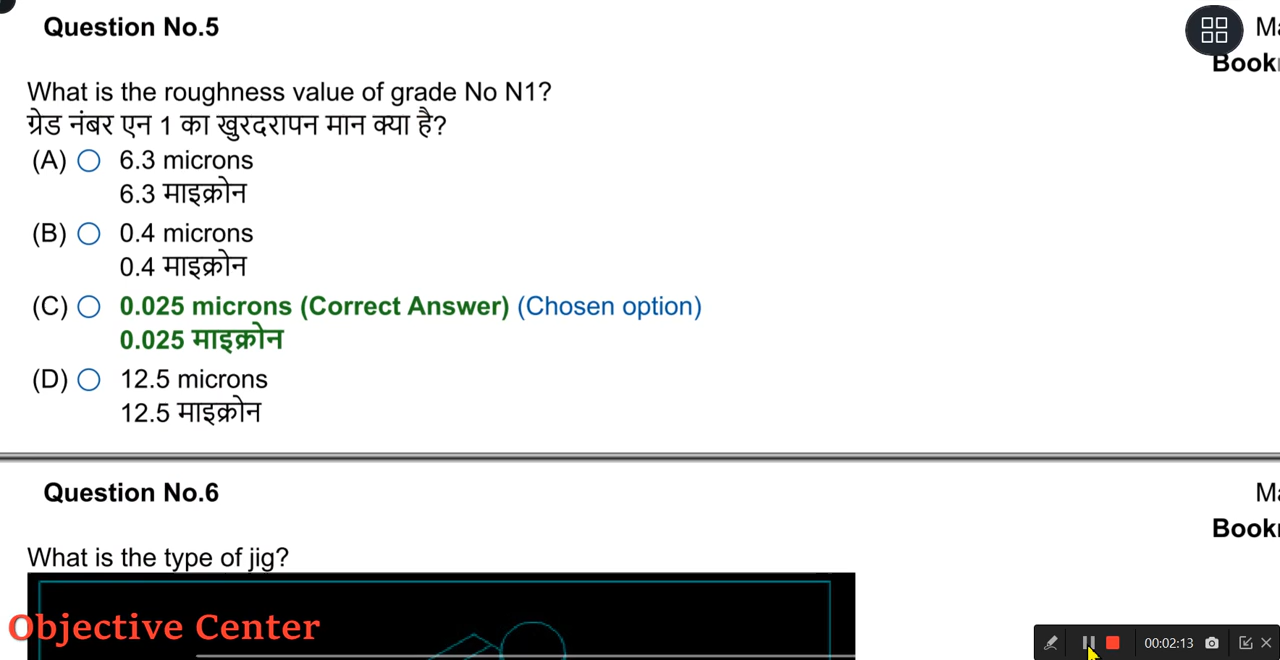 Question No.5
What is the roughness value of grade No N1?
ग्रेड नंबर एन 1 का खुरदरापन मान क्या है?
(A) 6.3 microns
6.3 माइक्रोन
(B) 0.4 microns
0.4 माइक्रोन
(C) 0.025 microns (Correct Answer) (Chosen option)
0.025 माइक्रोन
(D) 12.5 microns
12.5 माइक्रोन
Question No.6
What is the type of jig?
Objective Center
00:02:13